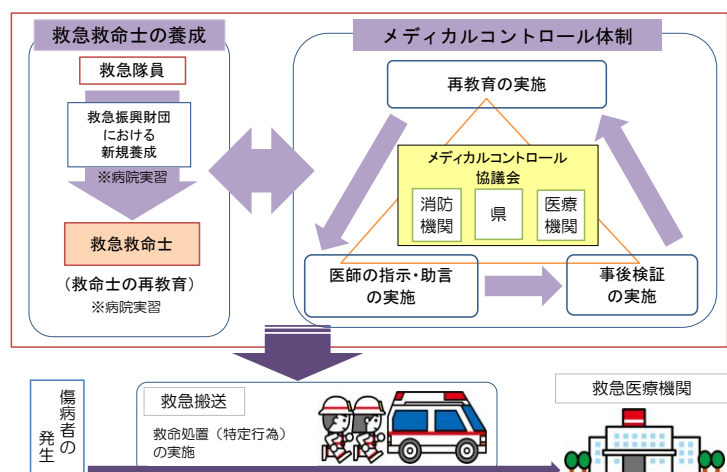 救急救命士の養成
救急隊員
救急振興財団
における
新規養成
※病院実習
救急救命士
(救命士の再教育)
※病院実習
メディカルコントロール体制
再教育の実施
メディカルコントロール
協議会
消防
機関
県
医療
機関
医師の指示・助言
の実施
事後検証
の実施
傷病者の
発生
救急搬送
救命処置（特定行為）
の実施
救急医療機関